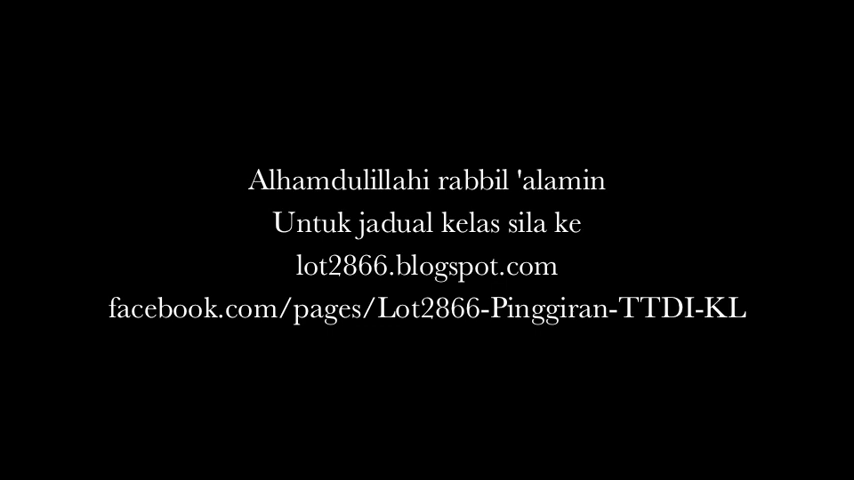 Alhamdulillahi rabbil 'alamin
Untuk jadual kelas sila ke
lot2866.blogspot.com
facebook.com/pages/Lot2866-Pinggiran-TTDI-KL